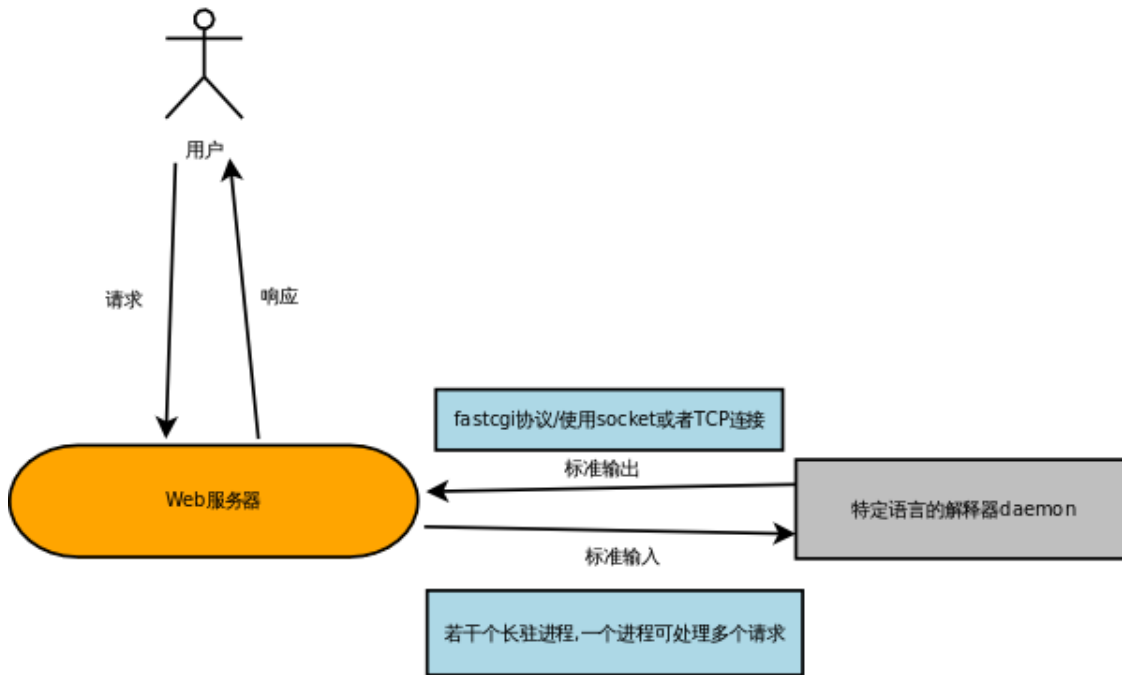 用户
请求
响应
fastcgi协议/使用socket或者TCP连接
标准输出
Web服务器
特定语言的解释器daemon
标准输入
若干个长驻进程,一个进程可处理多个请求